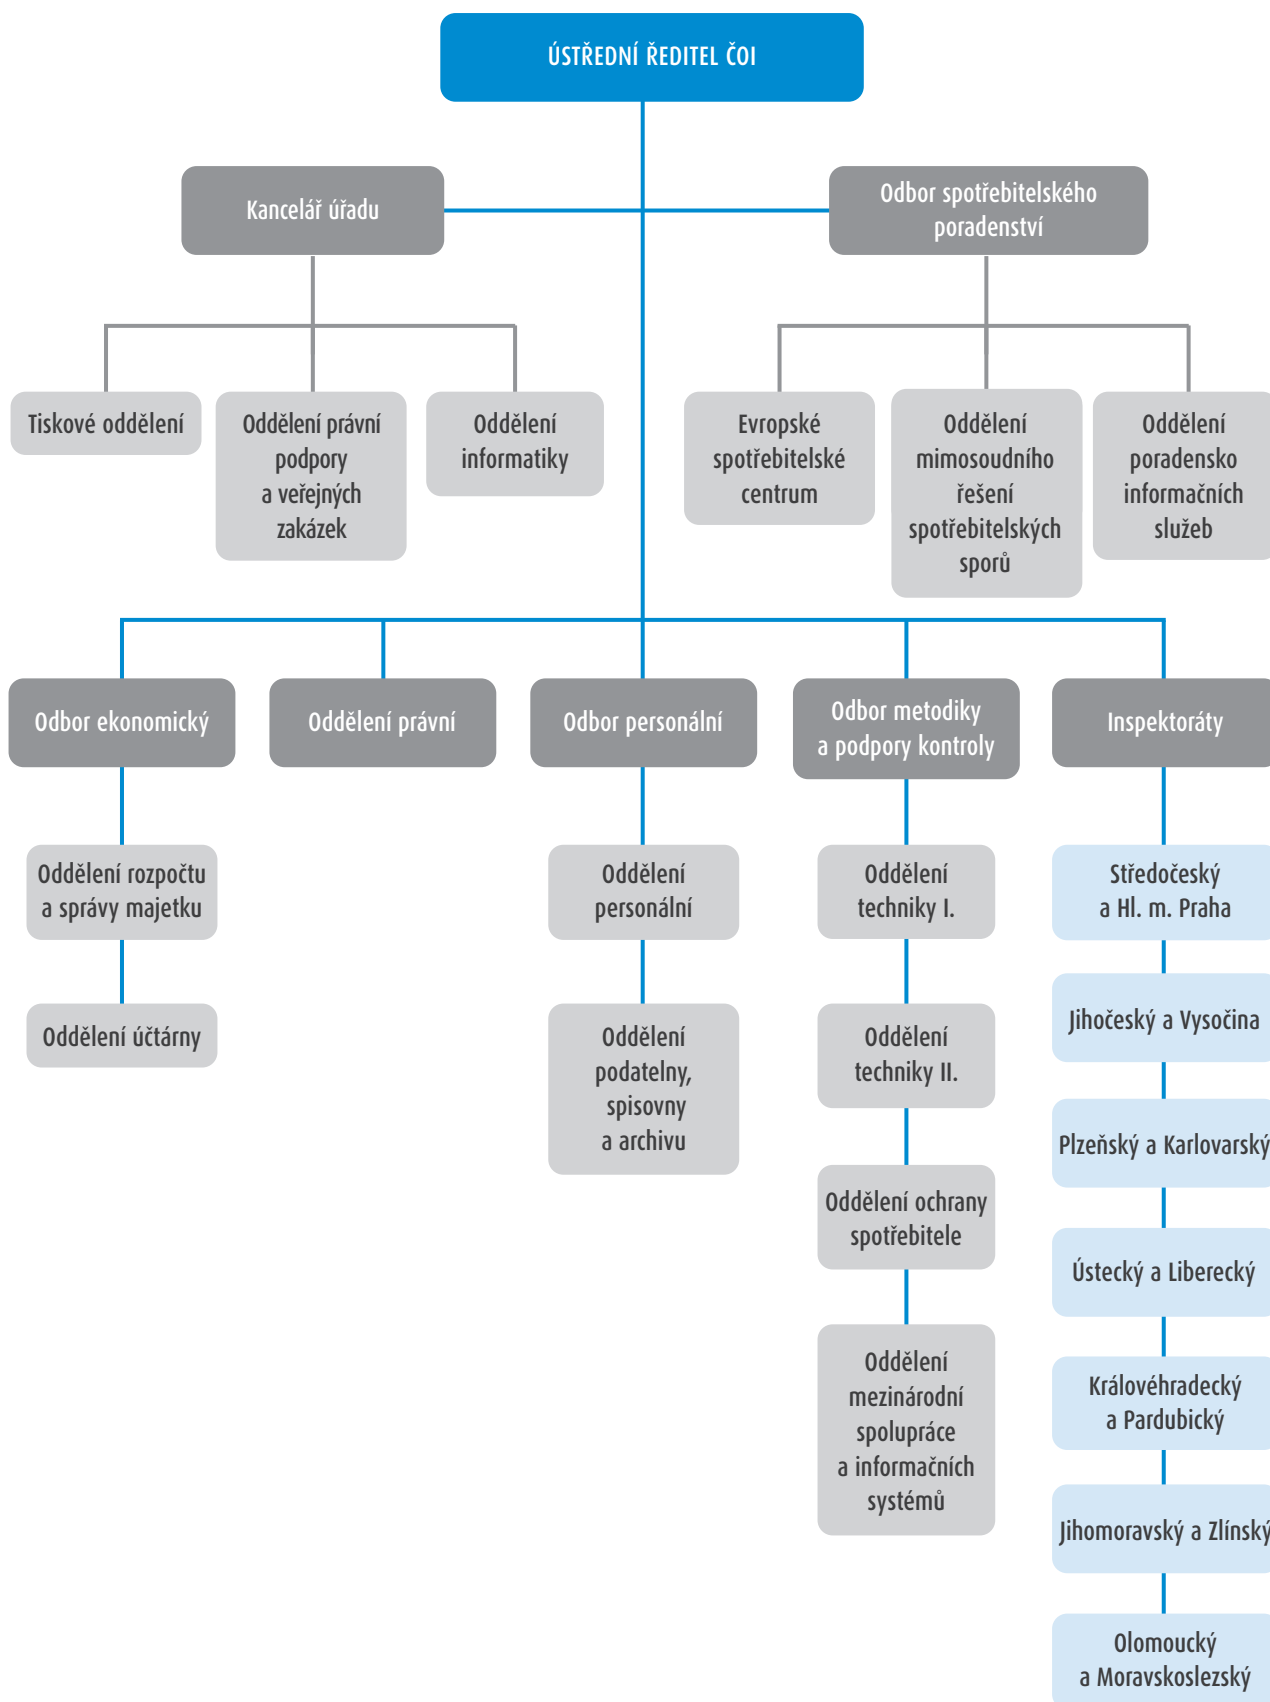 ÚSTŘEDNÍ ŘEDITEL ČOI
Kancelář úřadu
Odbor spotřebitelského
poradenství
Tiskové oddělení
Oddělení právní
podpory
a veřejných
zakázek
Oddělení
informatiky
Evropské
spotřebitelské
centrum
Oddělení
mimosoudního
řešení
spotřebitelských
sporů
Oddělení
poradensko
informačních
služeb
Odbor ekonomický
Oddělení právní
Odbor personální
Odbor metodiky
a podpory kontroly
Inspektoráty
Oddělení rozpočtu
a správy majetku
Oddělení účtárny
Oddělení
personální
Oddělení
podatelny,
spisovny
a archivu
Oddělení
techniky I.
Oddělení
techniky II.
Oddělení ochrany
spotřebitele
Oddělení
mezinárodní
spolupráce
a informačních
systémů
Středočeský
a Hl. m. Praha
Jihočeský a Vysočina
Plzeňský a Karlovarský
Ústecký a Liberecký
Královéhradecký
a Pardubický
Jihomoravský a Zlínský
Olomoucký
a Moravskoslezský